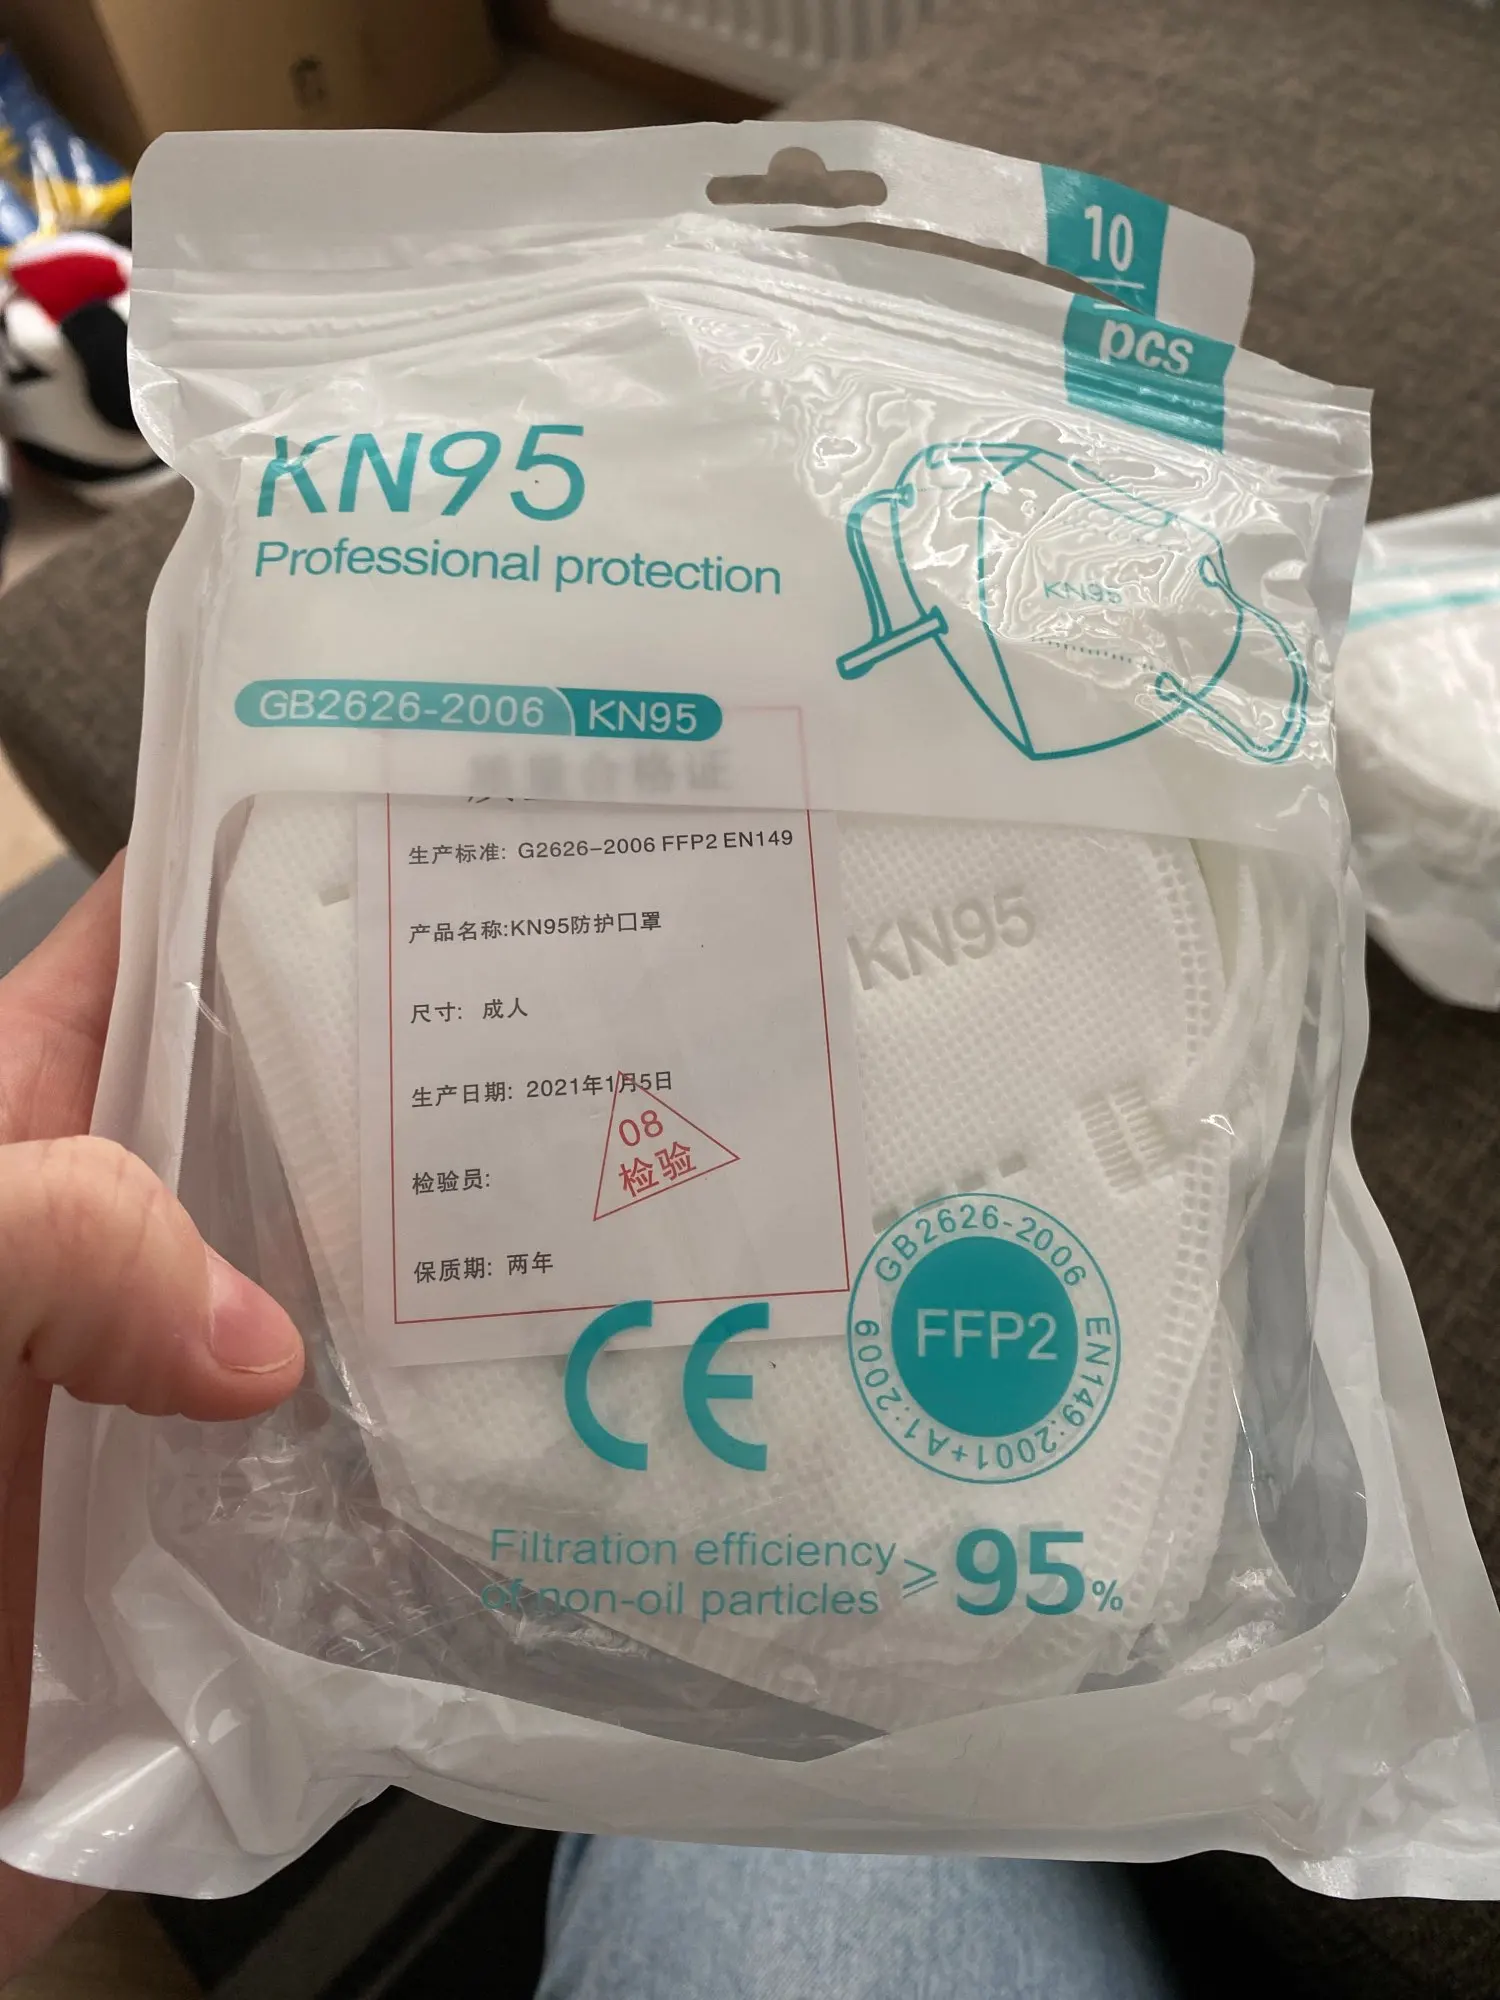 10
pcs
KN95
Professional protection
KN95
GB2626-2006 KN95
合格证
生产标准: G2626-2006 FFP2 EN149
产品名称:KN95防护口罩
尺寸: 成人
生产日期: 2021年1月5日
检验员:
08
检验
保质期: 两年
KN95
CE
GB2626-2006 EN149:2001+A1:2009
FFP2
Filtration efficiency
of non-oil particles ⩾ 95%